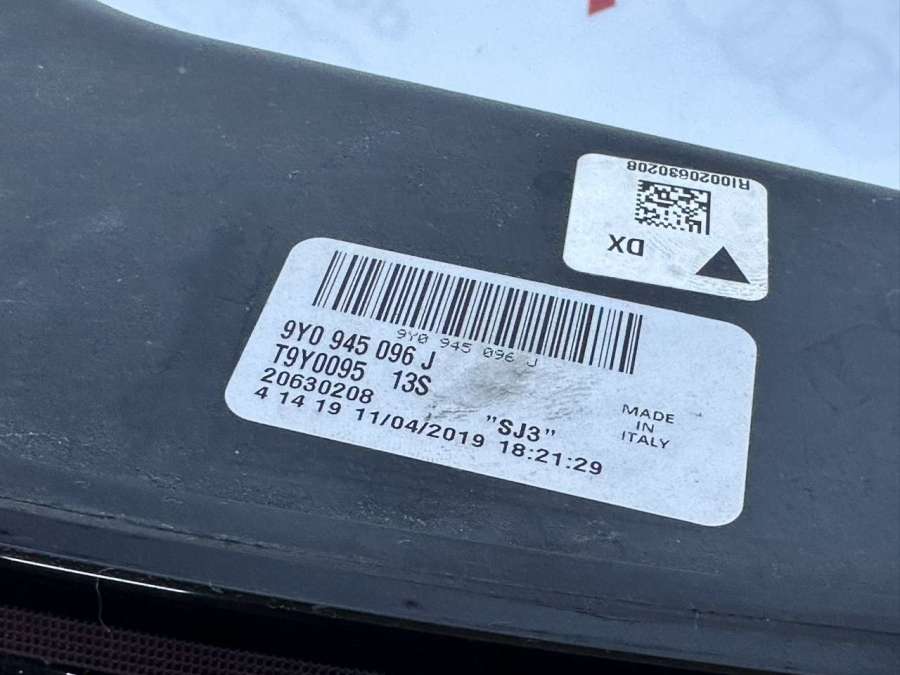 RI00020630208
DX
9Y0 945 096 J
9Y0 945 096 J
T9Y0095 13S
20630208 "SJ3"
4 14 19 11/04/2019 18:21:29
MADE
IN
ITALY